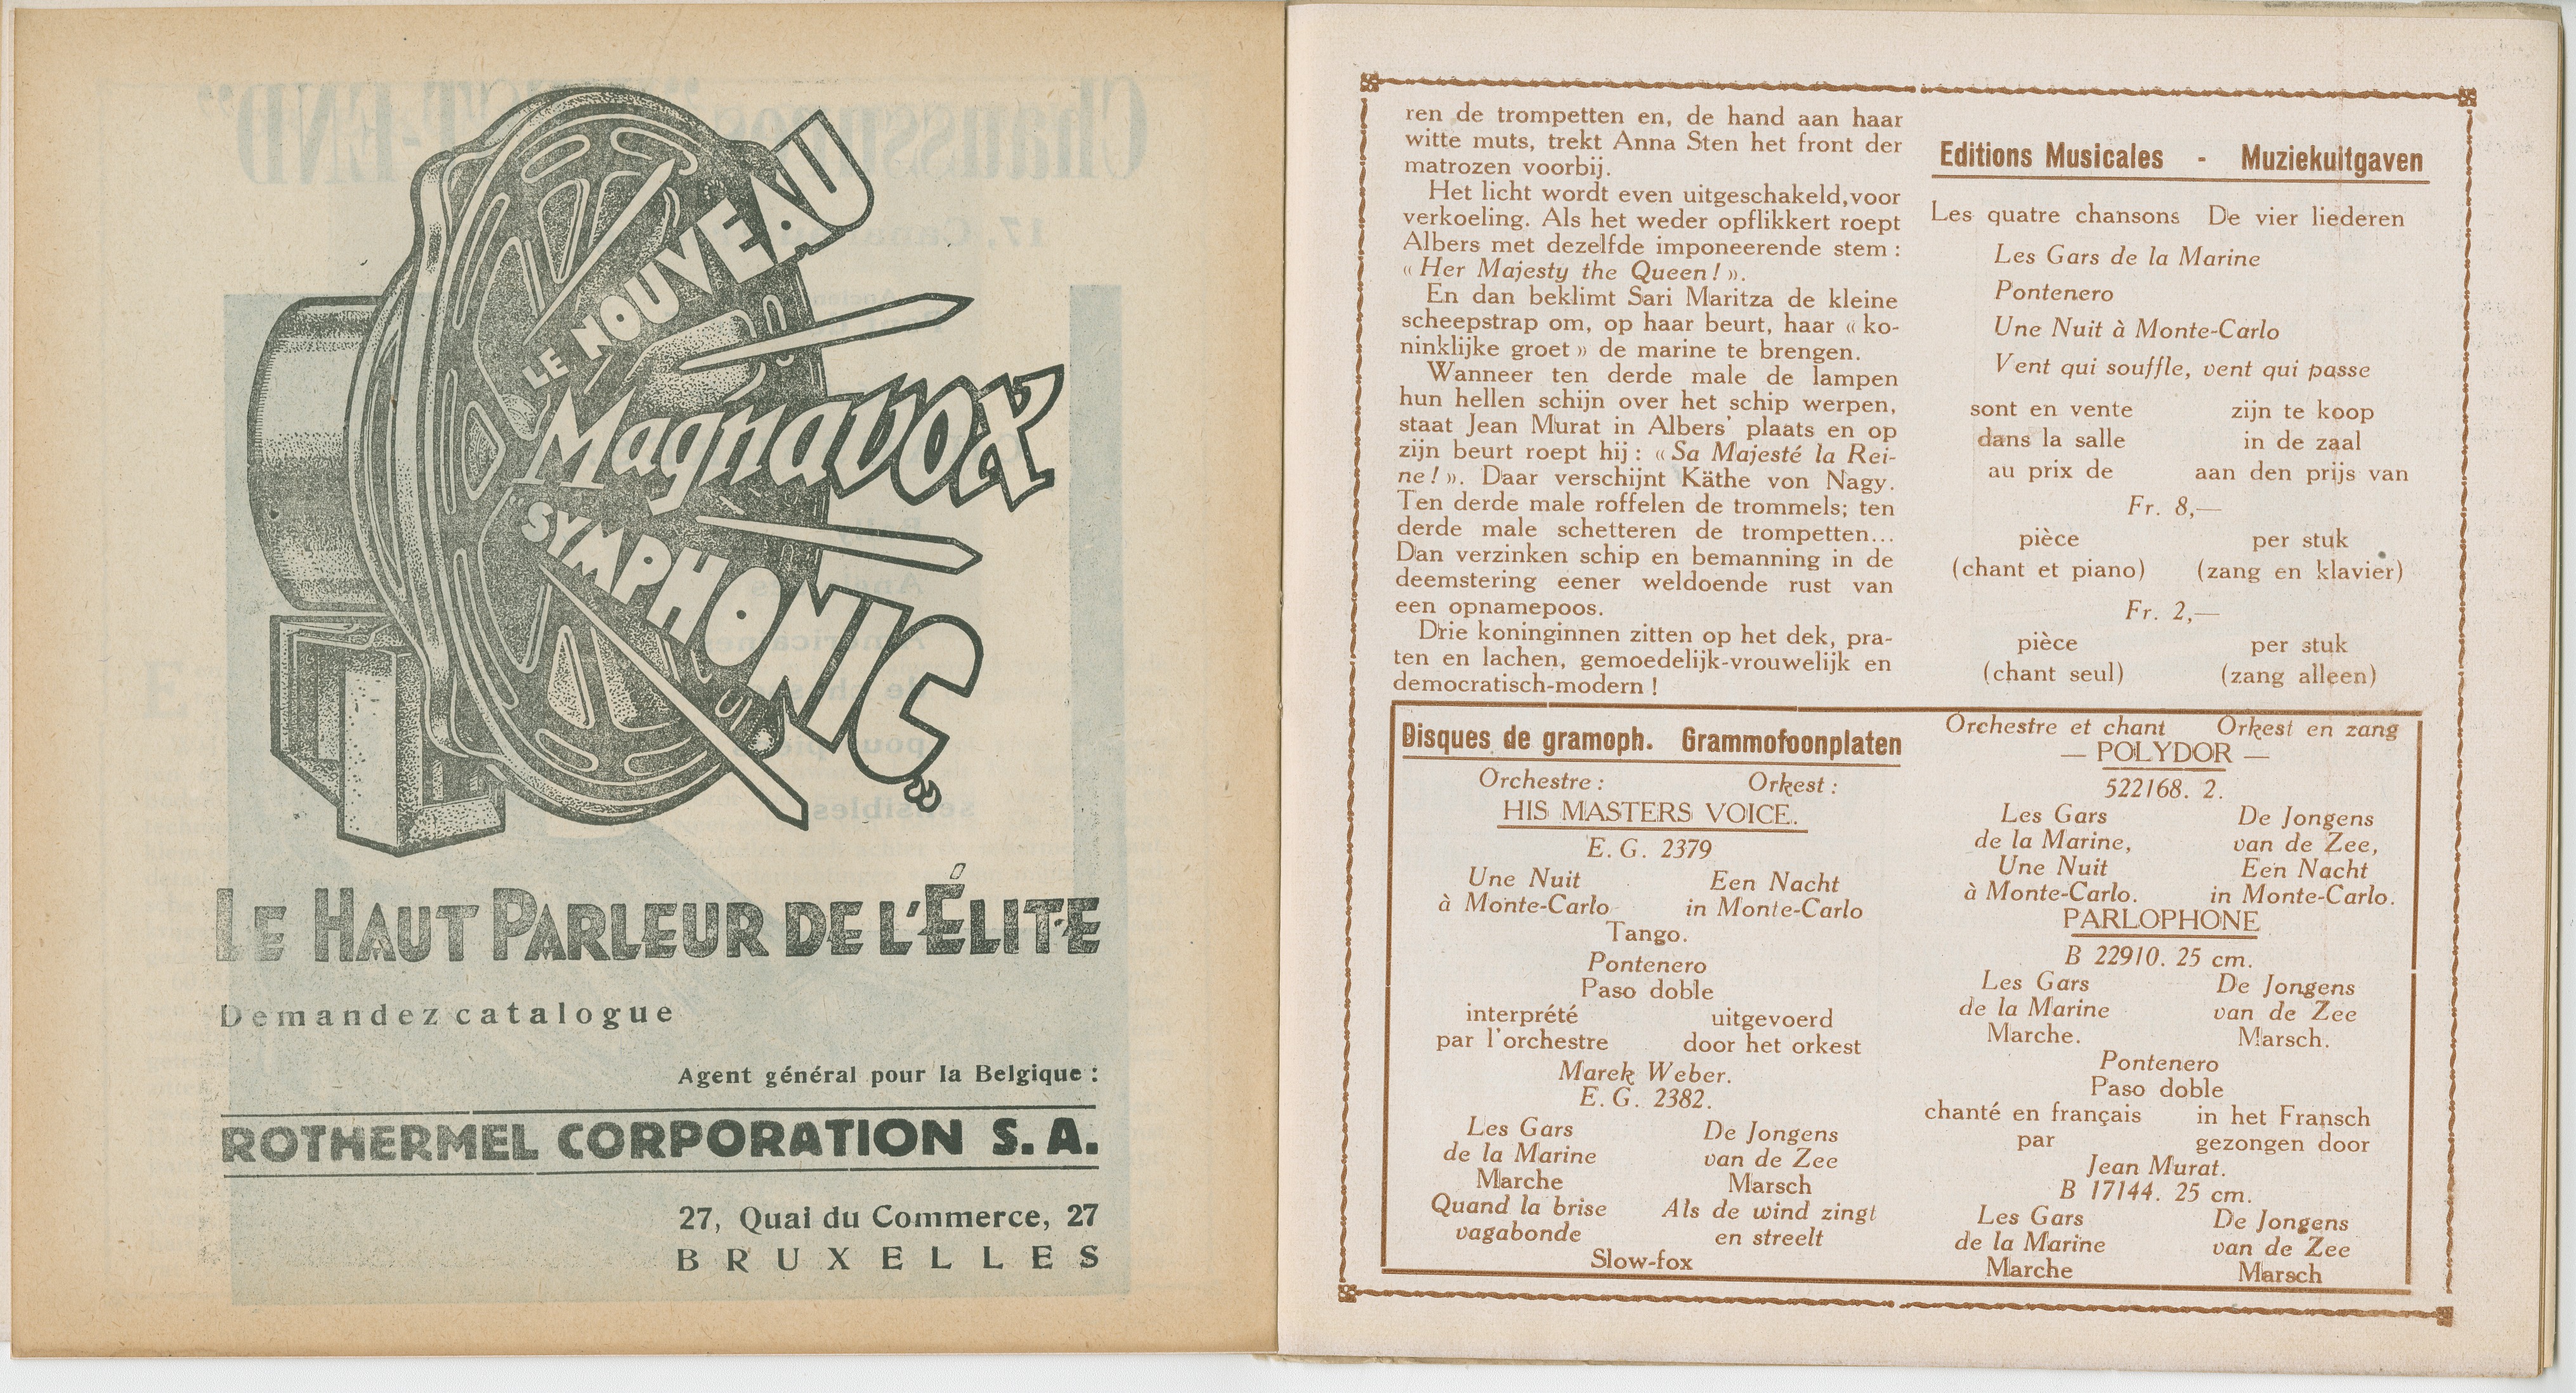 LE NOUVEAU
Magnavox
"SYMPHONIC"
LE HAUT PARLEUR DE L'ÉLITE
Demandez catalogue
Agent général pour la Belgique :
ROTHERMEL CORPORATION S. A.
27, Quai du Commerce, 27
BRUXELLES
ren de trompetten en, de hand aan haar
witte muts, trekt Anna Sten het front der
matrozen voorbij.
Het licht wordt even uitgeschakeld, voor
verkoeling. Als het weder opflikkert roept
Albers met dezelfde imponeerende stem :
« Her Majesty the Queen ! ».
En dan beklimt Sari Maritza de kleine
scheepstrap om, op haar beurt, haar « ko-
ninklijke groet » de marine te brengen.
Wanneer ten derde male de lampen
hun hellen schijn over het schip werpen,
staat Jean Murat in Albers' plaats en op
zijn beurt roept hij : « Sa Majesté la Rei-
ne ! ». Daar verschijnt Käthe von Nagy.
Ten derde male roffelen de trommels; ten
derde male schetteren de trompetten...
Dan verzinken schip en bemanning in de
deemstering eener weldoende rust van
een opnamepoos.
Drie koninginnen zitten op het dek, pra-
ten en lachen, gemoedelijk-vrouwelijk en
democratisch-modern !
Editions Musicales - Muziekuitgaven
Les quatre chansons De vier liederen
Les Gars de la Marine
Pontenero
Une Nuit à Monte-Carlo
Vent qui souffle, vent qui passe
sont en vente zijn te koop
dans la salle in de zaal
au prix de aan den prijs van
Fr. 8,—
pièce per stuk
(chant et piano) (zang en klavier)
Fr. 2,—
pièce per stuk
(chant seul) (zang alleen)
Disques de gramoph. Grammofoonplaten
Orchestre : Orkest :
HIS MASTERS VOICE.
E. G. 2379
Une Nuit Een Nacht
à Monte-Carlo in Monte-Carlo
Tango.
Pontenero
Paso doble
interprété uitgevoerd
par l'orchestre door het orkest
Marek Weber.
E. G. 2382.
Les Gars De Jongens
de la Marine van de Zee
Marche Marsch
Quand la brise Als de wind zingt
vagabonde en streelt
Slow-fox
Orchestre et chant Orkest en zang
— POLYDOR —
522168. 2.
Les Gars De Jongens
de la Marine, van de Zee,
Une Nuit Een Nacht
à Monte-Carlo. in Monte-Carlo.
PARLOPHONE
B 22910. 25 cm.
Les Gars De Jongens
de la Marine van de Zee
Marche. Marsch.
Pontenero
Paso doble
chanté en français in het Fransch
par gezongen door
Jean Murat.
B 17144. 25 cm.
Les Gars De Jongens
de la Marine van de Zee
Marche Marsch